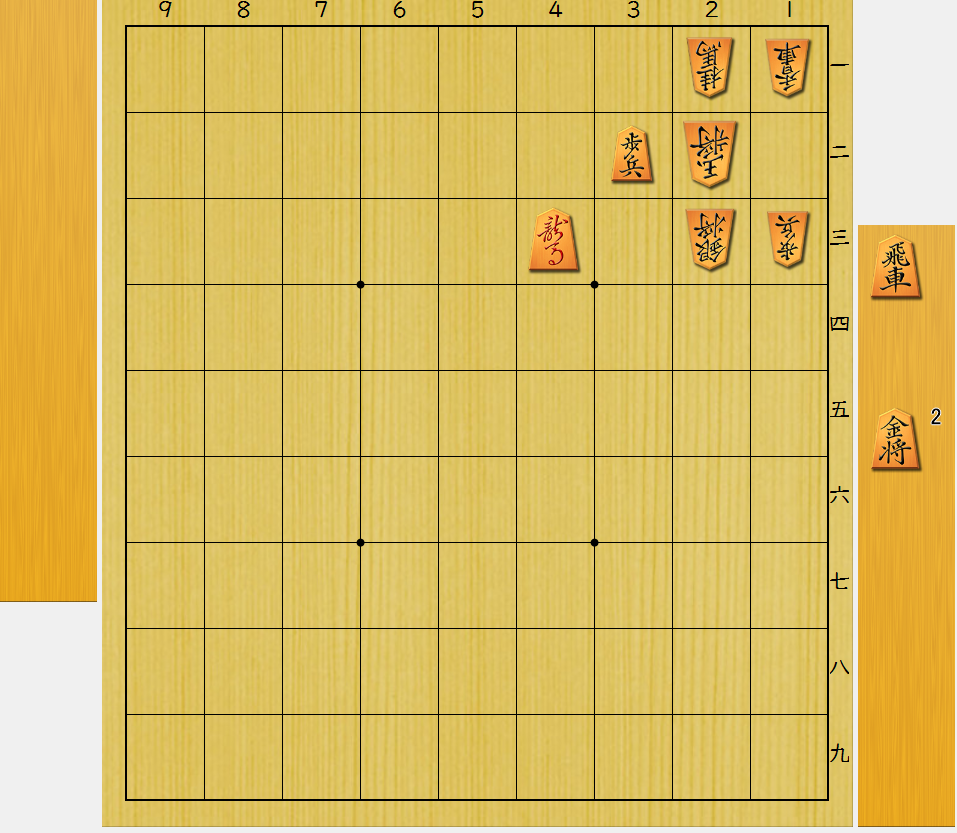 9 8 7 6 5 4 3 2 1
桂馬 香車 一
歩兵 玉将 二
龍馬 銀将 歩兵 三
飛車
四
五
金将 2
六
七
八
九